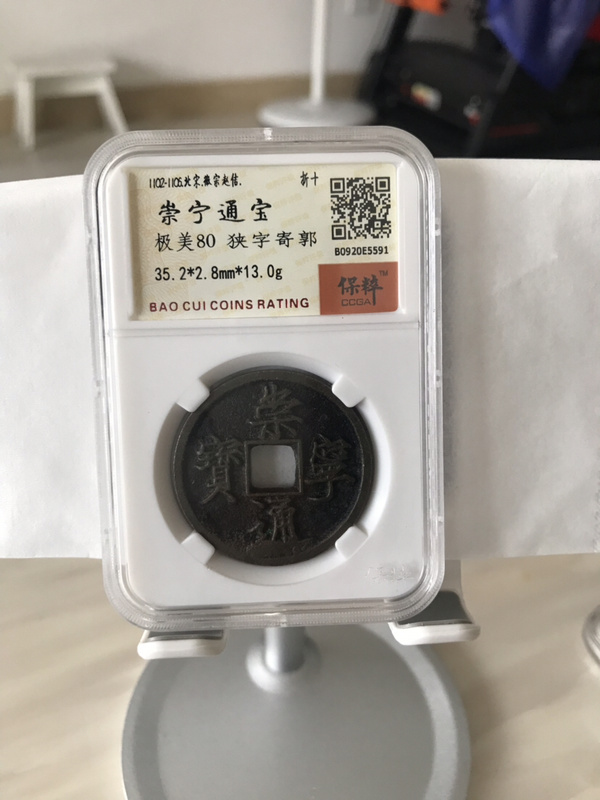 1102-1105.北宋.徽宗赵佶. 折十
崇宁通宝
极美80 狭字寄郭
B0920E5591
35.2*2.8mm*13.0g
保粹 TM
CCGA
BAO CUI COINS RATING
崇
寳 寧
通